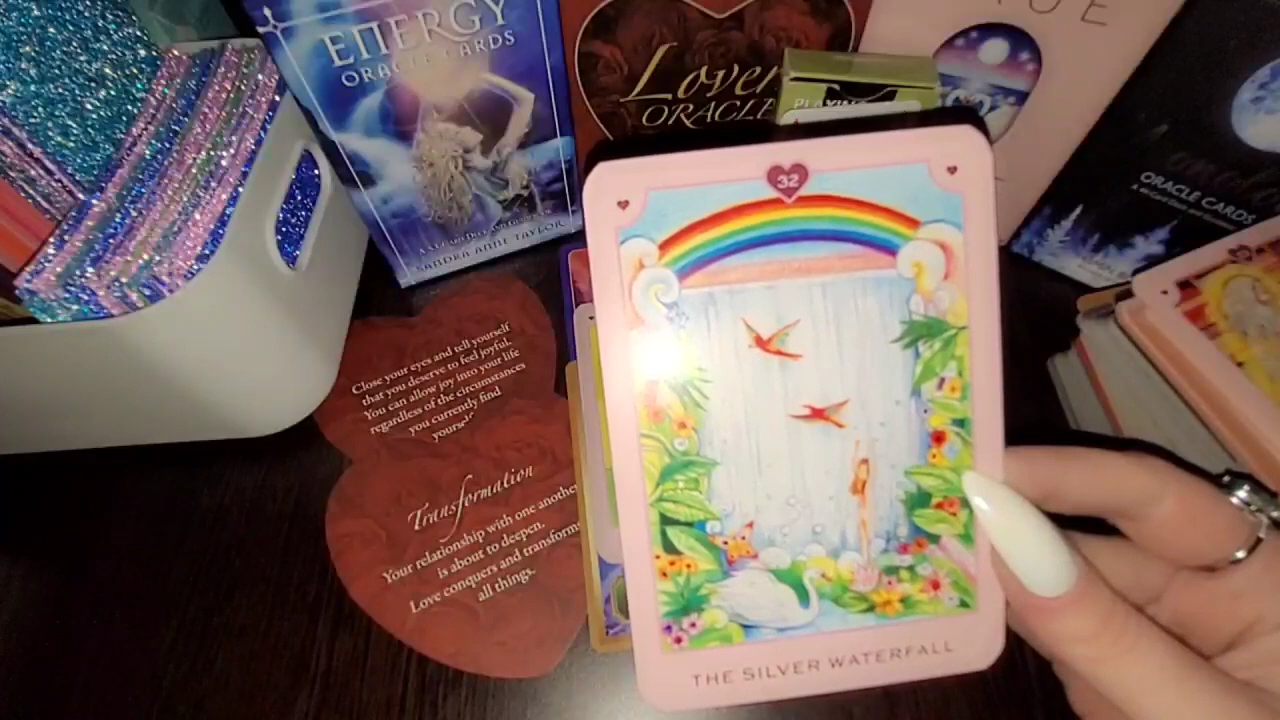 ENERGY
ORACLE CARDS
SANDRA ANNE TAYLOR
Lover
ORACLE
PLAYIN
UE
ORACLE CARDS
32
Close your eyes and tell yourself
that you deserve to feel joyful.
You can allow joy into your life
regardless of the circumstances
you currently find
Transformation
Your relationship with one another
is about to deepen.
Love conquers and transforms
all things.
THE SILVER WATERFALL